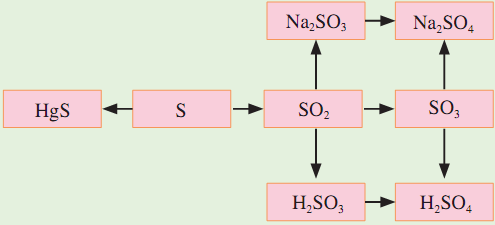 Na₂SO₃ Na₂SO₄
HgS S SO₂ SO₃
H₂SO₃ H₂SO₄